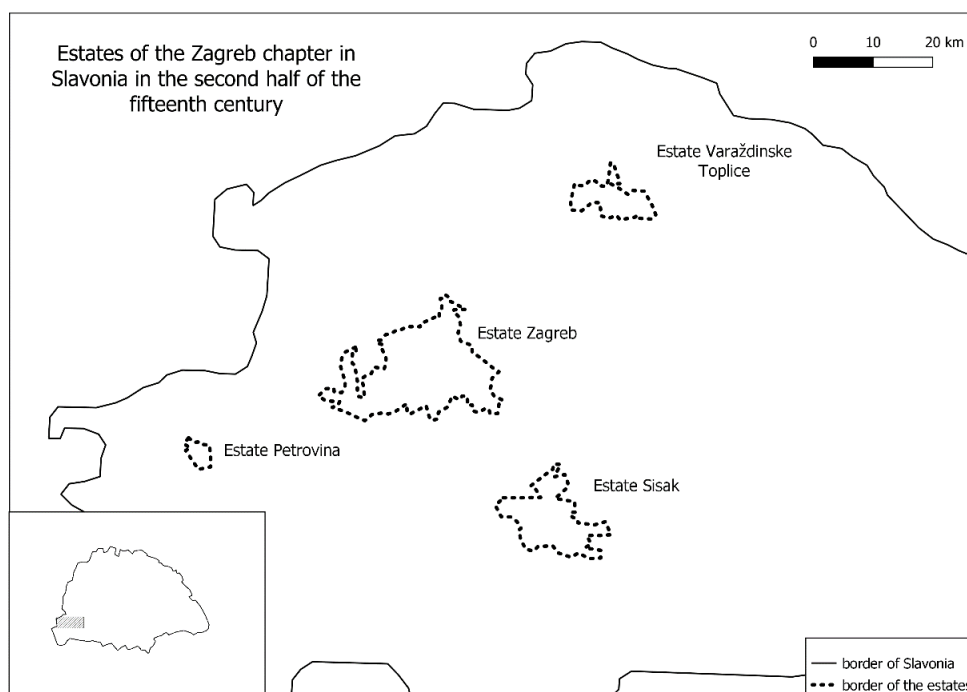 Estates of the Zagreb chapter in
Slavonia in the second half of the
fifteenth century
0 10 20 km
Estate Varaždinske
Toplice
Estate Zagreb
Estate Petrovina
Estate Sisak
border of Slavonia
border of the estates